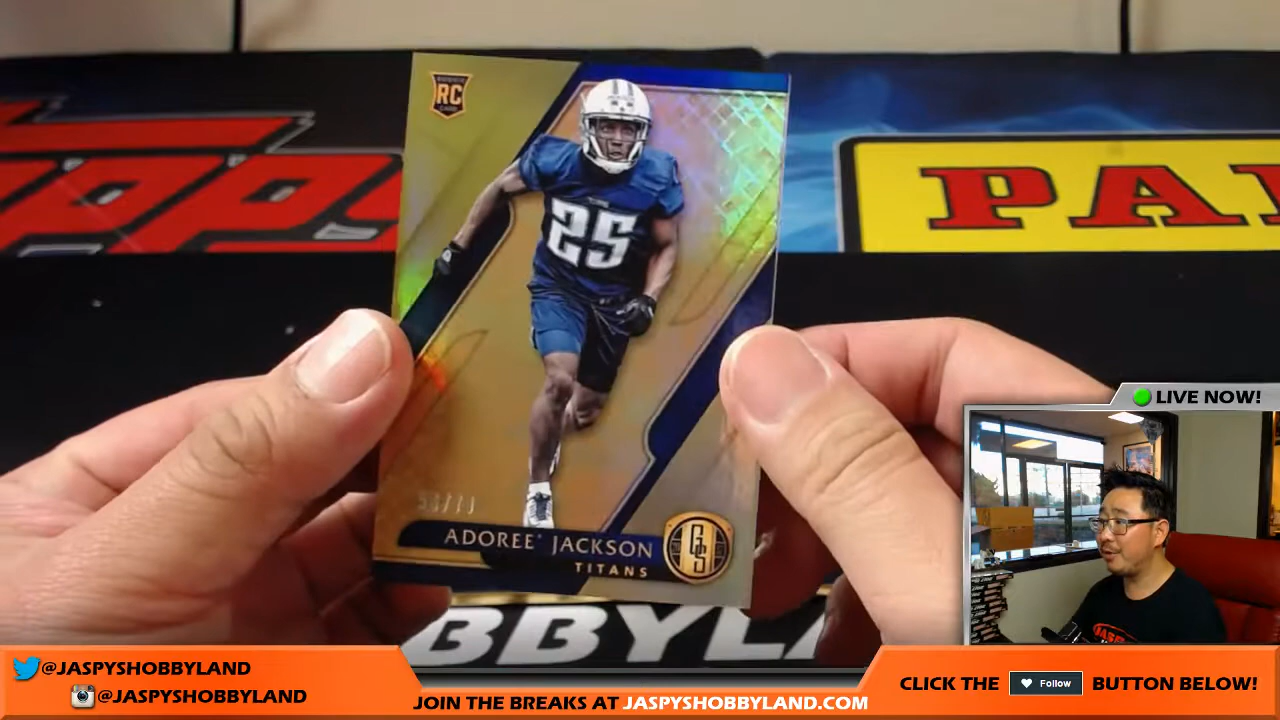 RC
25
ADOREE' JACKSON
TITANS
GS
PA
BBYL
LIVE NOW!
@JASPYSHOBBYLAND
@JASPYSHOBBYLAND
JOIN THE BREAKS AT JASPYSHOBBYLAND.COM
CLICK THE Follow BUTTON BELOW!